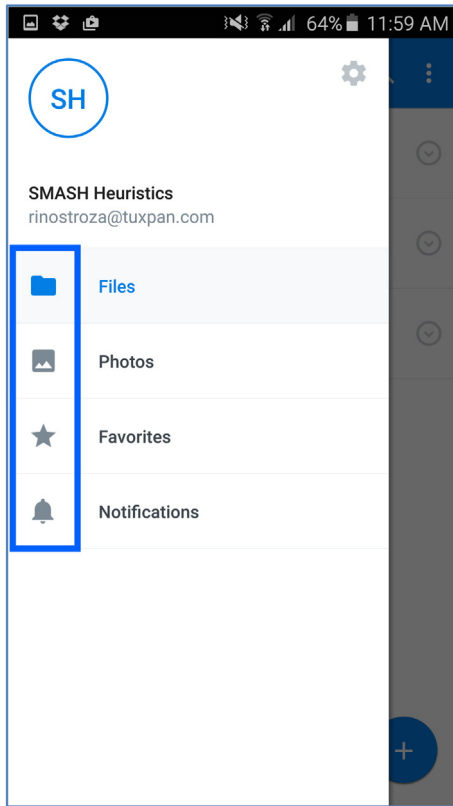 64% 11:59 AM
SH
SMASH Heuristics
rinostroza@tuxpan.com
Files
Photos
Favorites
Notifications